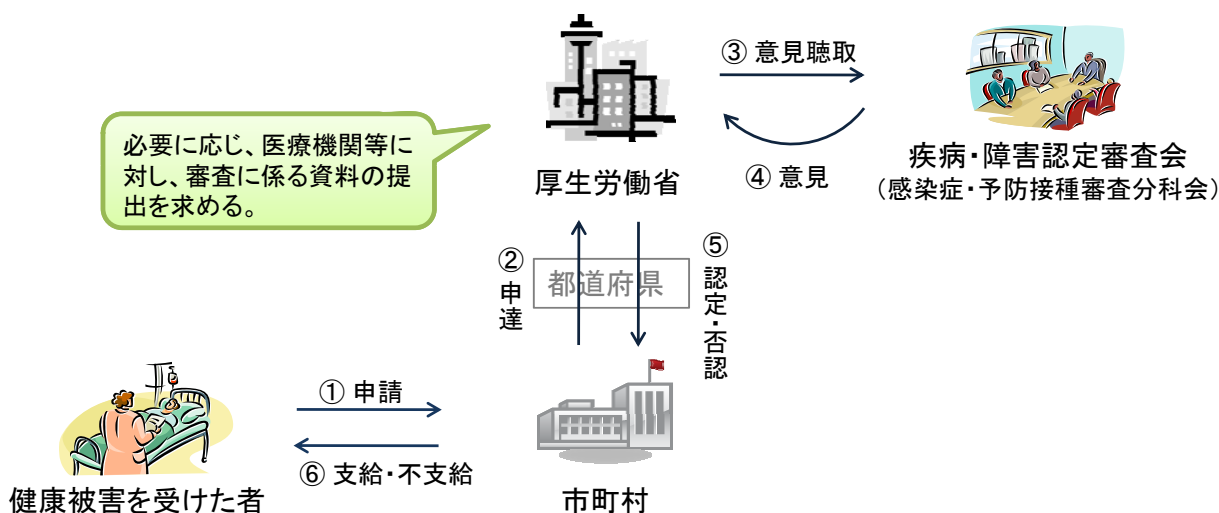 ③ 意見聴取
必要に応じ、医療機関等に
対し、審査に係る資料の提
出を求める。
厚生労働省
④ 意見
疾病・障害認定審査会
（感染症・予防接種審査分科会）
② 申達
都道府県
⑤ 認定・否認
① 申請
⑥ 支給・不支給
健康被害を受けた者
市町村